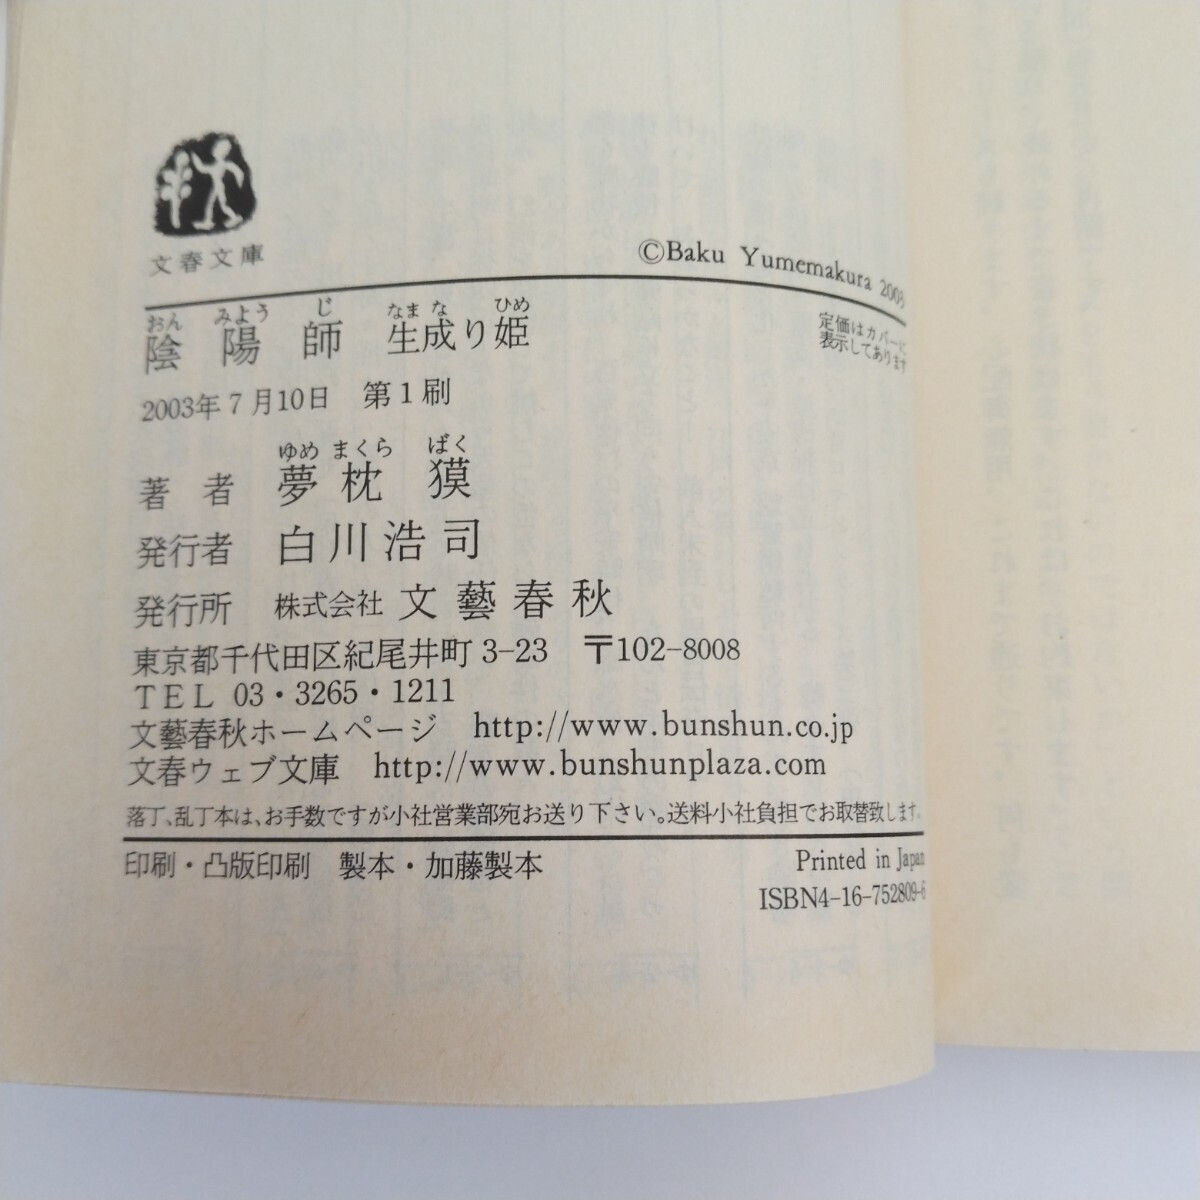 文春文庫
©Baku Yumemakura 2003
定価はカバーに
表示してあります
おん みよう じ なま な ひめ
陰陽師 生成り姫
2003年7月10日 第1刷
ゆめ まくら ばく
著者 夢枕 獏
発行者 白川浩司
発行所 株式会社 文藝春秋
東京都千代田区紀尾井町 3-23 〒102-8008
TEL 03・3265・1211
文藝春秋ホームページ http://www.bunshun.co.jp
文春ウェブ文庫 http://www.bunshunplaza.com
落丁、乱丁本は、お手数ですが小社営業部宛お送り下さい。送料小社負担でお取替致します。
印刷・凸版印刷 製本・加藤製本
Printed in Japan
ISBN4-16-752809-6